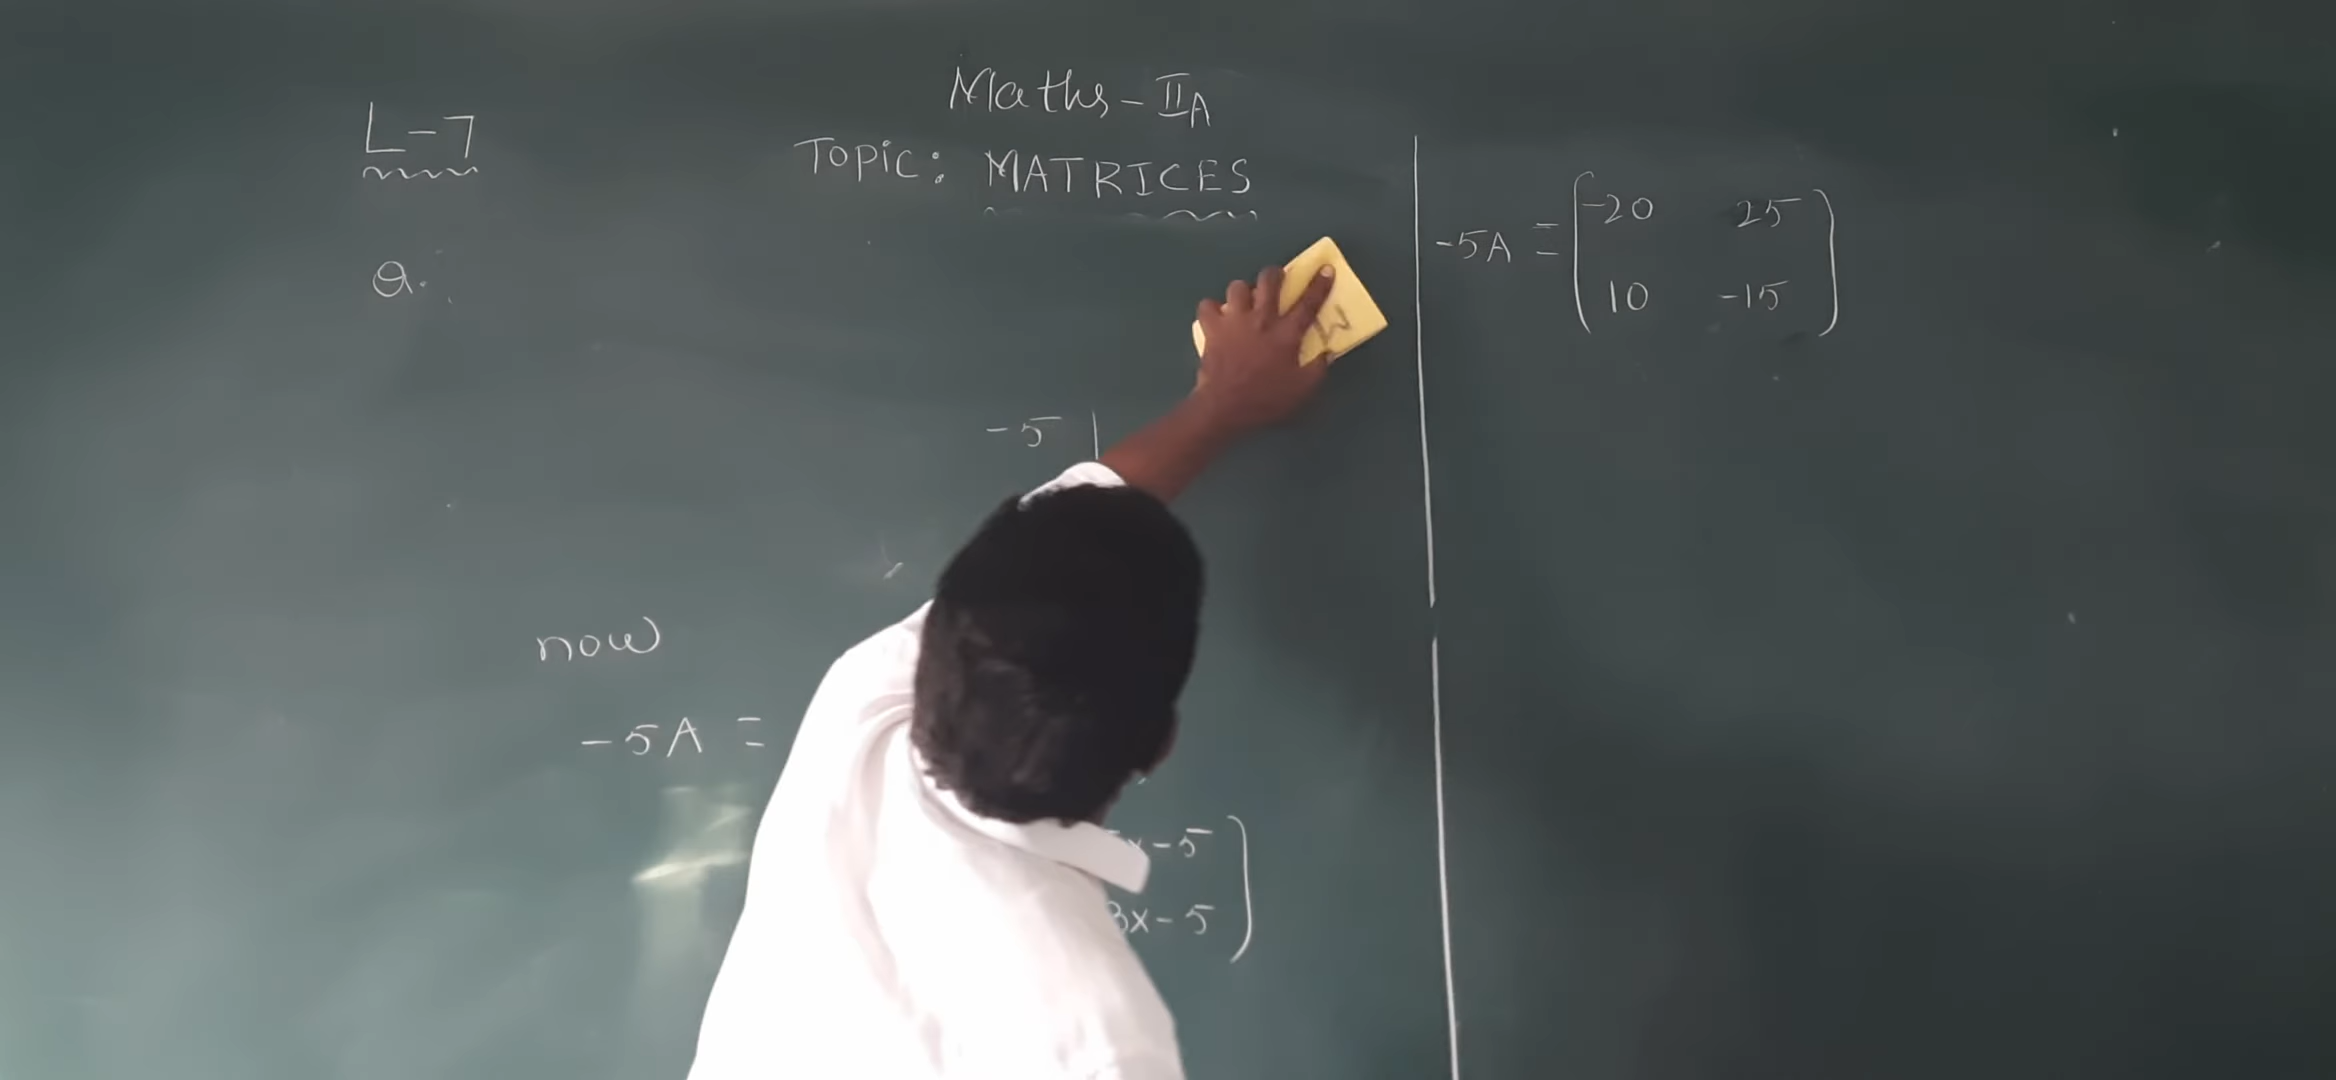 Maths - IIA
L-7
Topic: MATRICES
Q.
-5
now
-5A =
x-5
3x-5
-5A = -20 25
10 -15